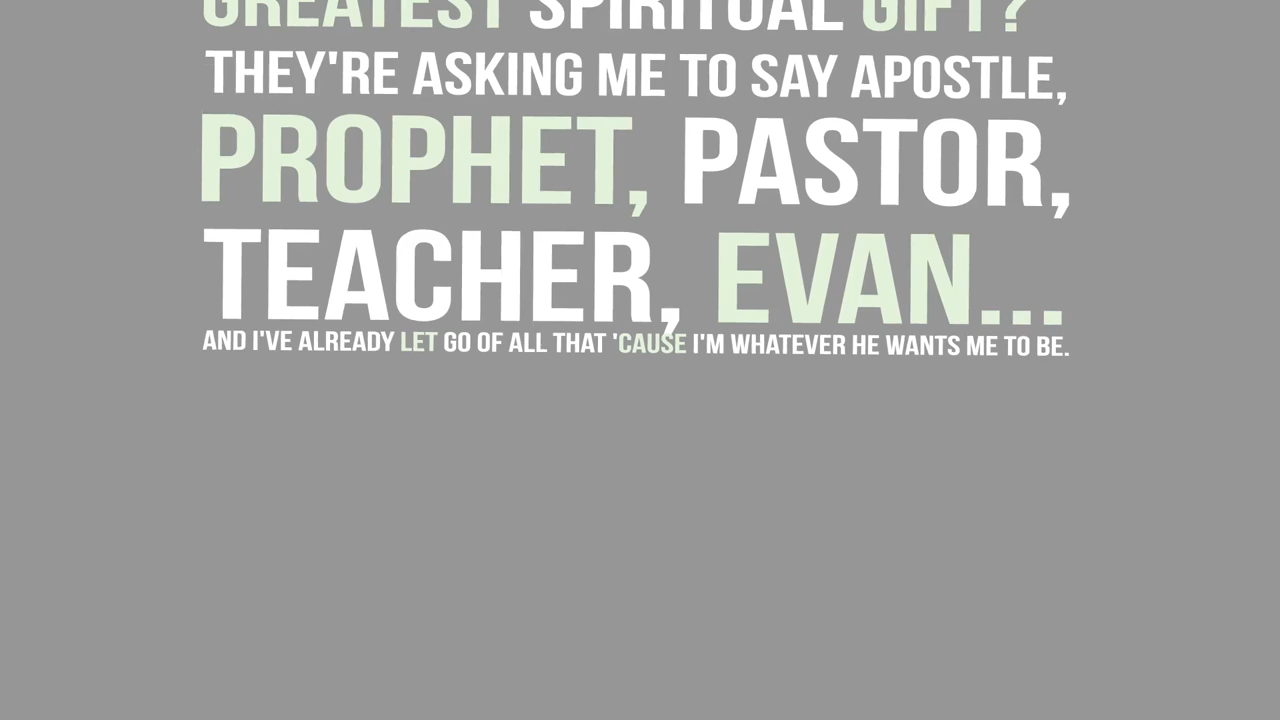 GREATEST SPIRITUAL GIFT?
THEY'RE ASKING ME TO SAY APOSTLE,
PROPHET, PASTOR,
TEACHER, EVAN...
AND I'VE ALREADY LET GO OF ALL THAT 'CAUSE I'M WHATEVER HE WANTS ME TO BE.